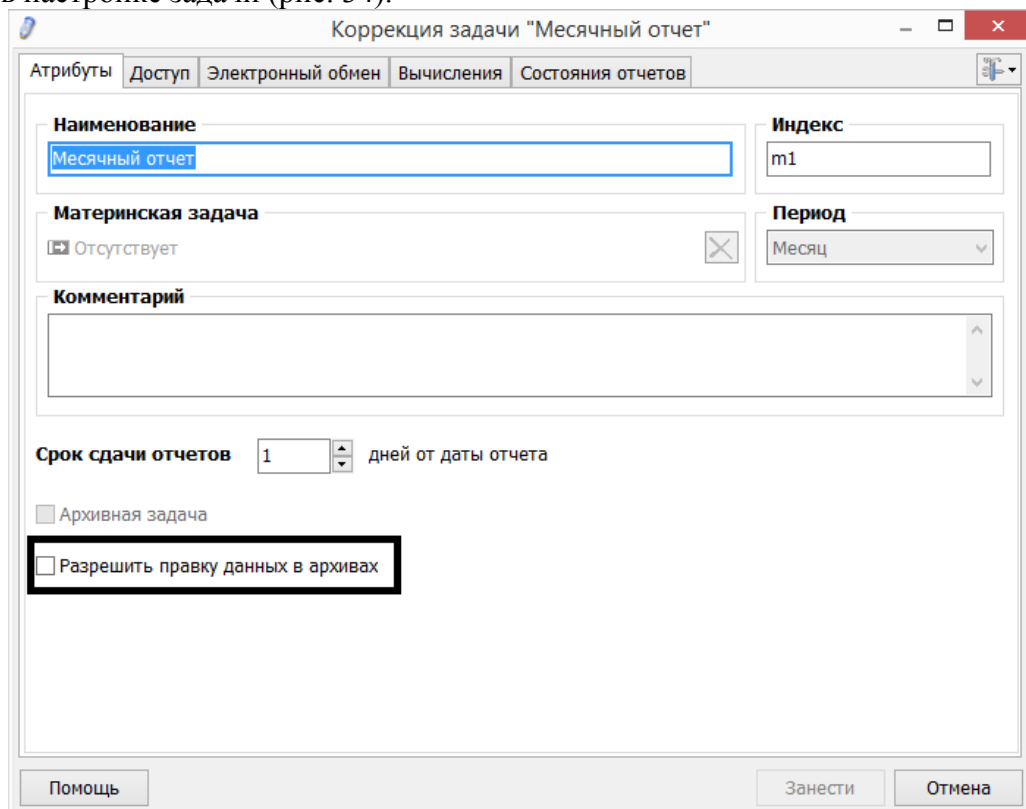 в настройке задачи (рис. 34).
Коррекция задачи "Месячный отчет"
Атрибуты Доступ Электронный обмен Вычисления Состояния отчетов
Наименование Индекс
Месячный отчет m1
Материнская задача Период
Отсутствует Месяц
Комментарий
Срок сдачи отчетов 1 дней от даты отчета
Архивная задача
Разрешить правку данных в архивах
Помощь Занести Отмена